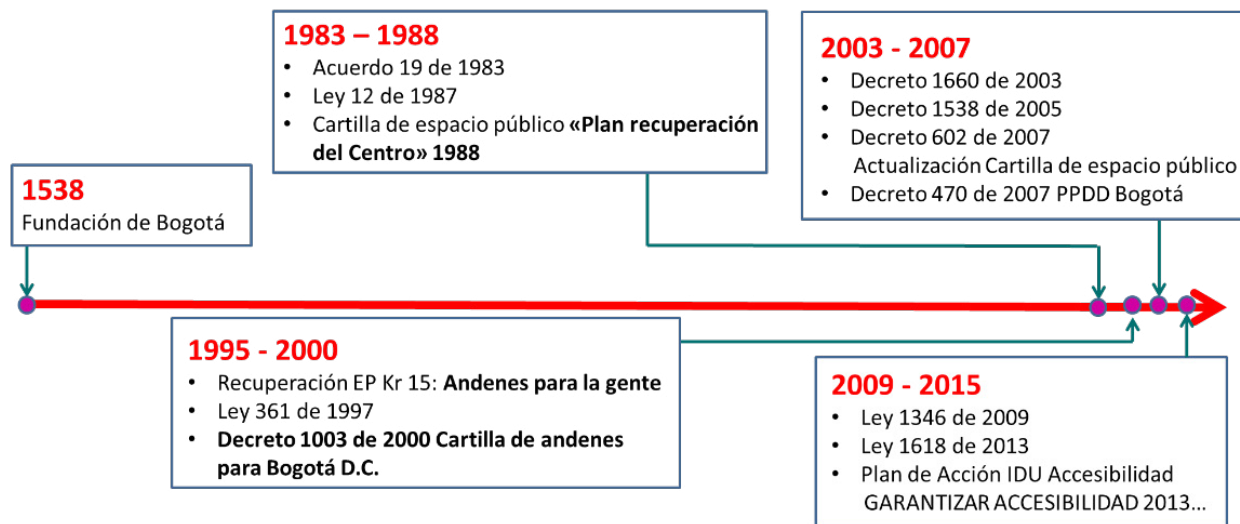 1538
Fundación de Bogotá
1983 – 1988
• Acuerdo 19 de 1983
• Ley 12 de 1987
• Cartilla de espacio público «Plan recuperación
del Centro» 1988
1995 - 2000
• Recuperación EP Kr 15: Andenes para la gente
• Ley 361 de 1997
• Decreto 1003 de 2000 Cartilla de andenes
para Bogotá D.C.
2003 - 2007
• Decreto 1660 de 2003
• Decreto 1538 de 2005
• Decreto 602 de 2007
Actualización Cartilla de espacio público
• Decreto 470 de 2007 PPDD Bogotá
2009 - 2015
• Ley 1346 de 2009
• Ley 1618 de 2013
• Plan de Acción IDU Accesibilidad
GARANTIZAR ACCESIBILIDAD 2013...